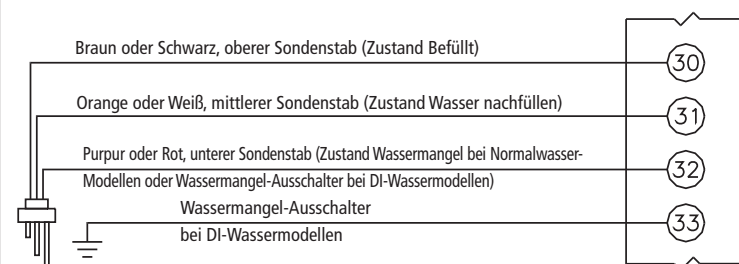 Braun oder Schwarz, oberer Sondenstab (Zustand Befüllt)
30
Orange oder Weiß, mittlerer Sondenstab (Zustand Wasser nachfüllen)
31
Purpur oder Rot, unterer Sondenstab (Zustand Wassermangel bei Normalwasser-
Modellen oder Wassermangel-Ausschalter bei DI-Wassermodellen)
32
Wassermangel-Ausschalter
bei DI-Wassermodellen
33